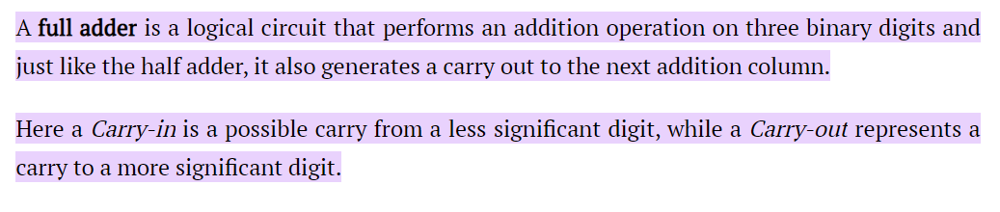 A full adder is a logical circuit that performs an addition operation on three binary digits and
just like the half adder, it also generates a carry out to the next addition column.
Here a Carry-in is a possible carry from a less significant digit, while a Carry-out represents a
carry to a more significant digit.